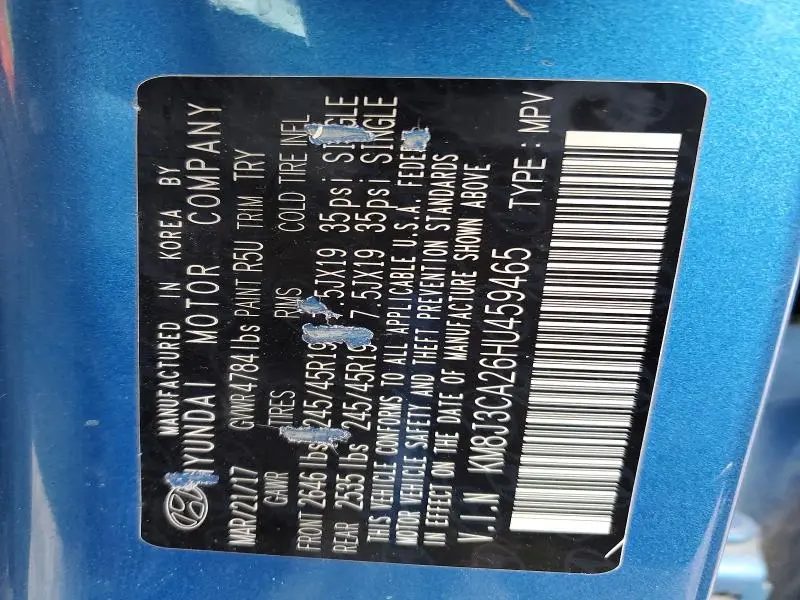 MANUFACTURED IN KOREA BY
HYUNDAI MOTOR COMPANY
MAR/21/17 GVWR 4784 lbs PAINT R5U TRIM TRY
GAWR TIRES RIMS COLD TIRE INFL
FRONT 2646 lbs 245/45R19 7.5JX19 35psi SINGLE
REAR 2535 lbs 245/45R19 7.5JX19 35psi SINGLE
THIS VEHICLE CONFORMS TO ALL APPLICABLE U.S.A. FEDE
MOTOR VEHICLE SAFETY AND THEFT PREVENTION STANDARDS
IN EFFECT ON THE DATE OF MANUFACTURE SHOWN ABOVE
V.I.N KM8J3CA26HU459465 TYPE : MPV